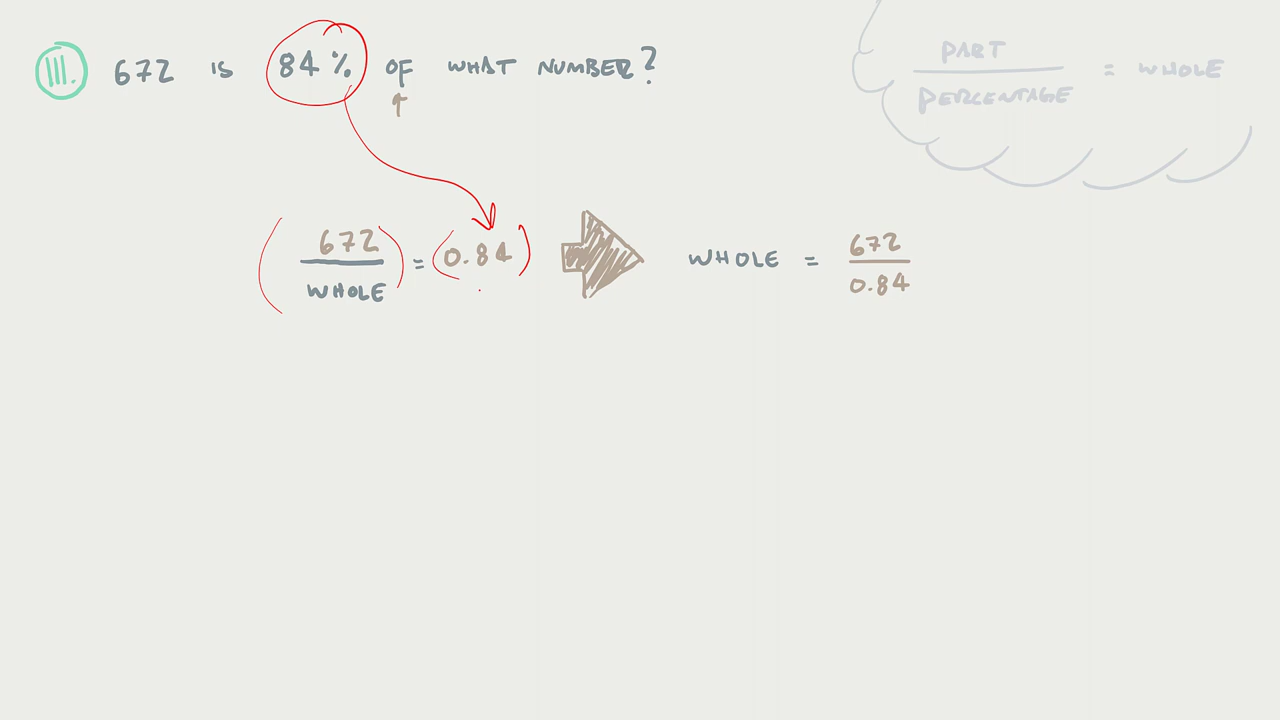 III. 672 IS 84% OF WHAT NUMBER?
PART
PERCENTAGE
= WHOLE
(672
WHOLE) = (0.84)
WHOLE = 672
0.84